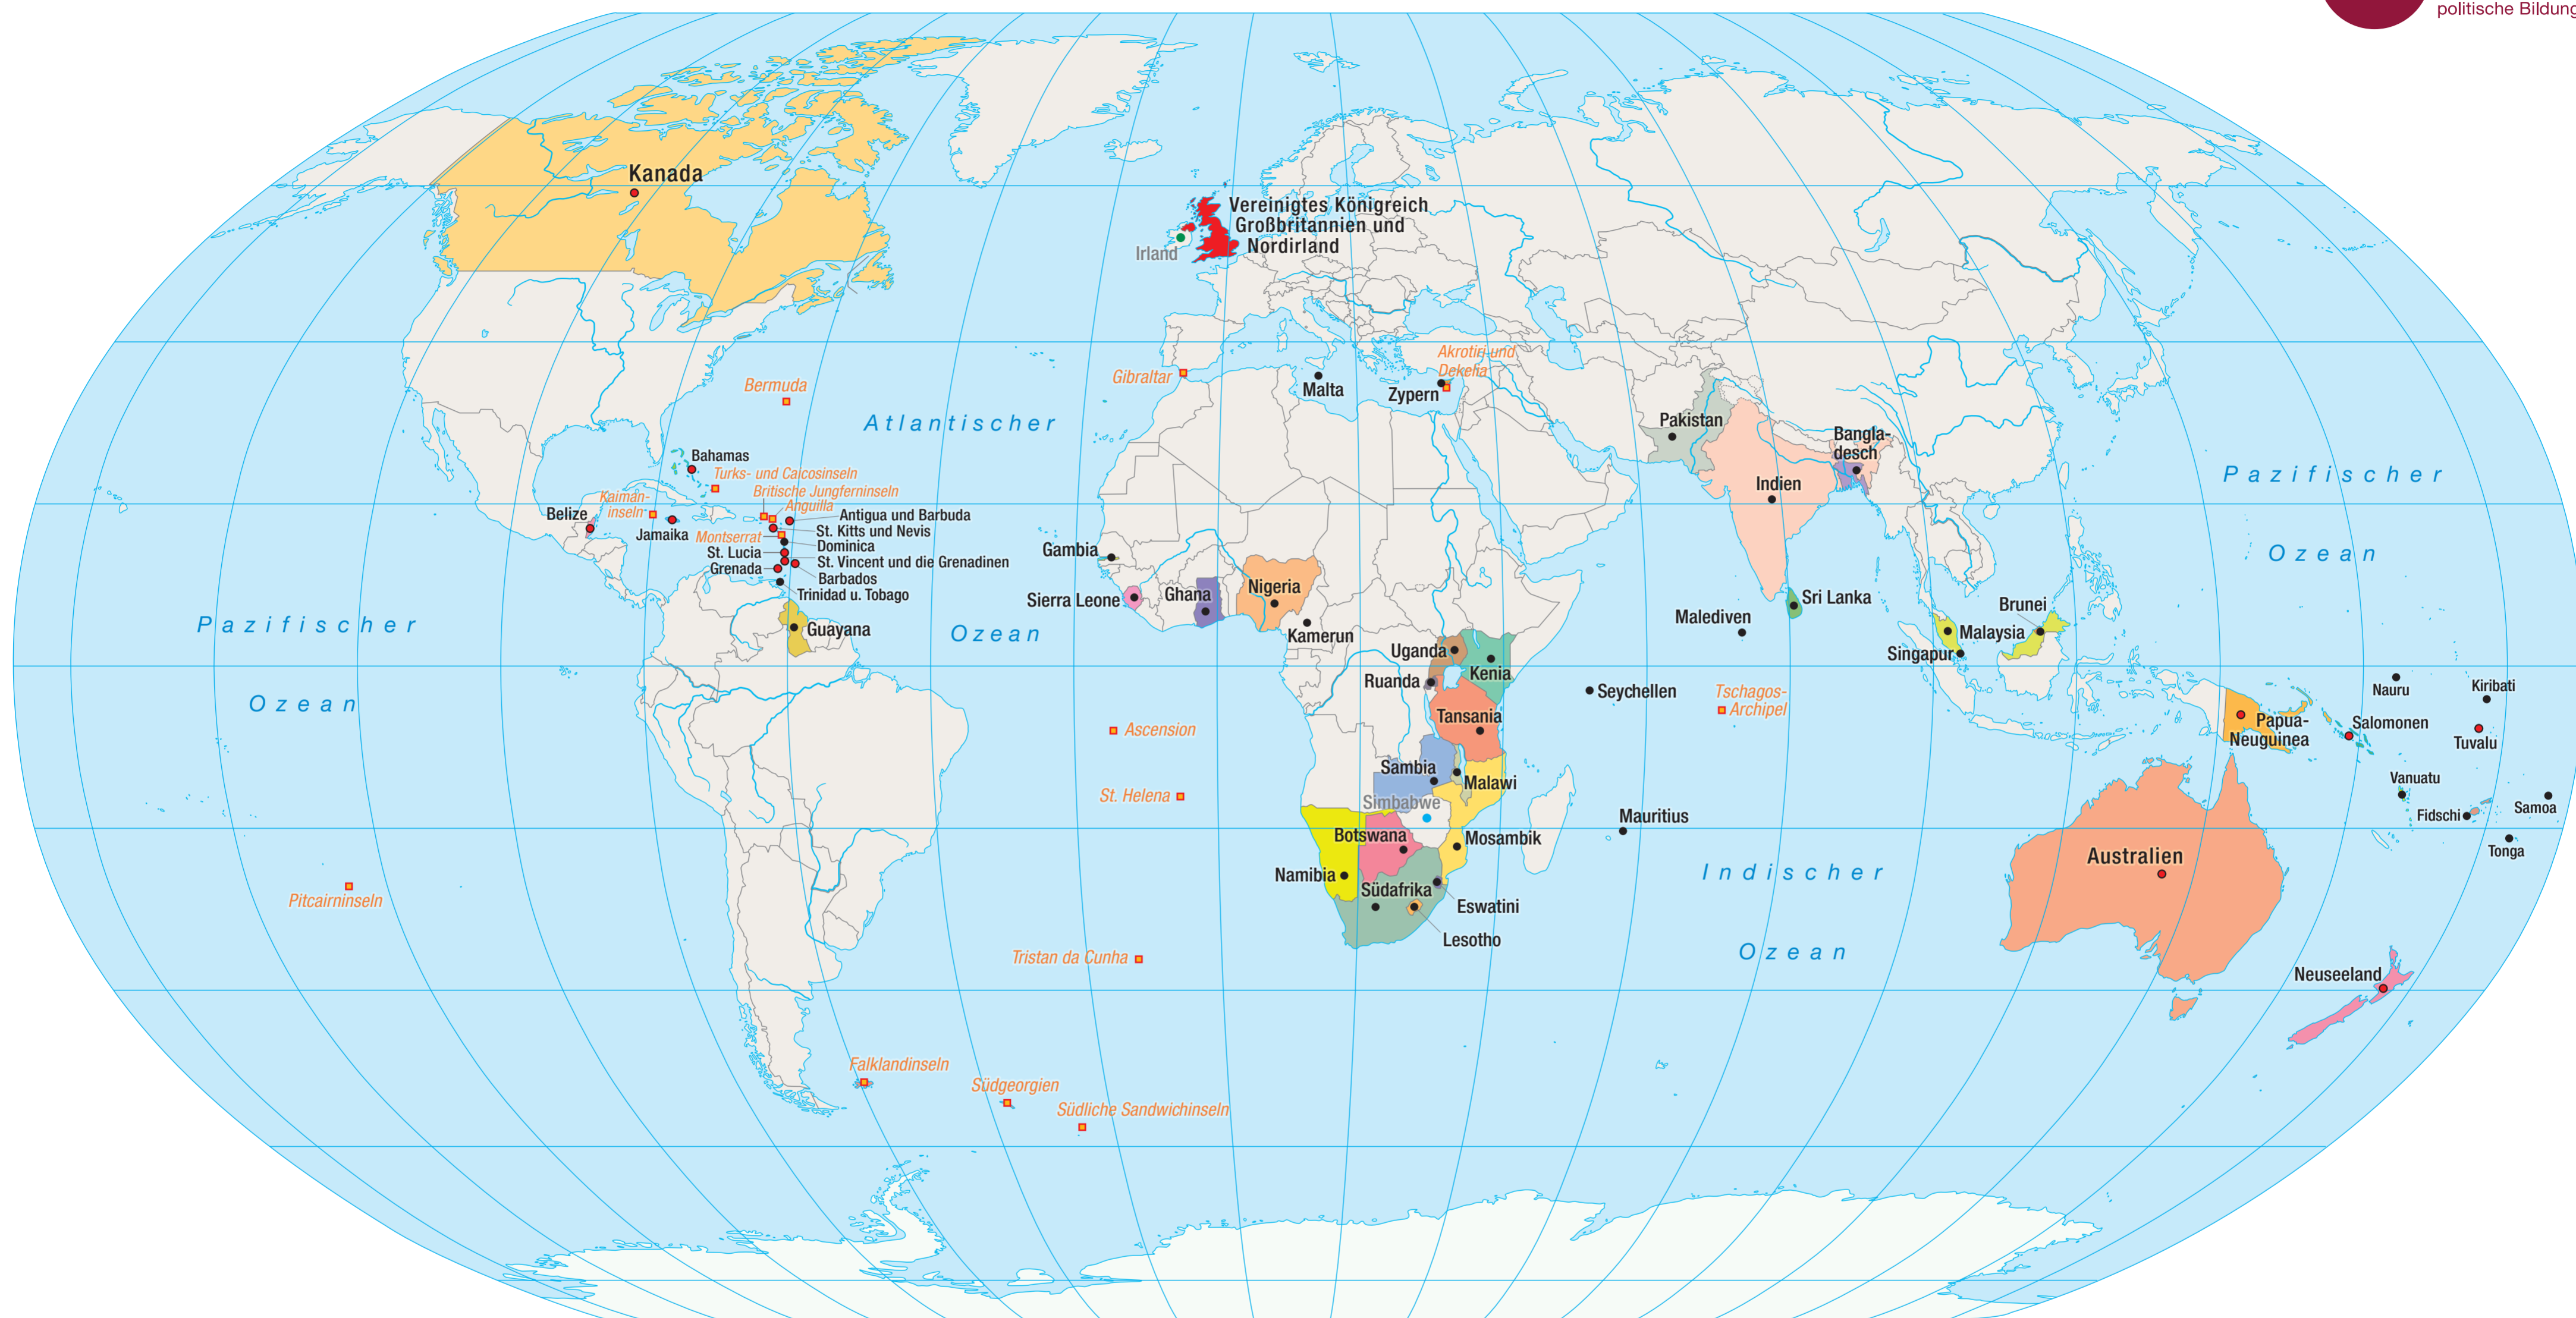 politische Bildung
Kanada
Vereinigtes Königreich
Großbritannien und
Nordirland
Irland
Akrotiri und
Dekelia
Gibraltar
Malta
Zypern
Bermuda
Atlantischer
Ozean
Pakistan
Bangla-
desch
Indien
Pazifischer
Ozean
Bahamas
Turks- und Caicosinseln
Britische Jungferninseln
Anguilla
Kaiman-
inseln
Belize
Jamaika
Antigua und Barbuda
St. Kitts und Nevis
Montserrat
Dominica
St. Lucia
St. Vincent und die Grenadinen
Grenada
Barbados
Trinidad u. Tobago
Guayana
Gambia
Sierra Leone
Ghana
Nigeria
Kamerun
Uganda
Kenia
Ruanda
Tansania
Seychellen
Malediven
Sri Lanka
Tschagos-
Archipel
Brunei
Malaysia
Singapur
Nauru
Kiribati
Papua-
Neuguinea
Salomonen
Tuvalu
Vanuatu
Fidschi
Samoa
Tonga
Pazifischer
Ozean
Ascension
St. Helena
Sambia
Malawi
Simbabwe
Botswana
Mosambik
Namibia
Südafrika
Eswatini
Lesotho
Mauritius
Indischer
Ozean
Australien
Neuseeland
Pitcairninseln
Tristan da Cunha
Falklandinseln
Südgeorgien
Südliche Sandwichinseln